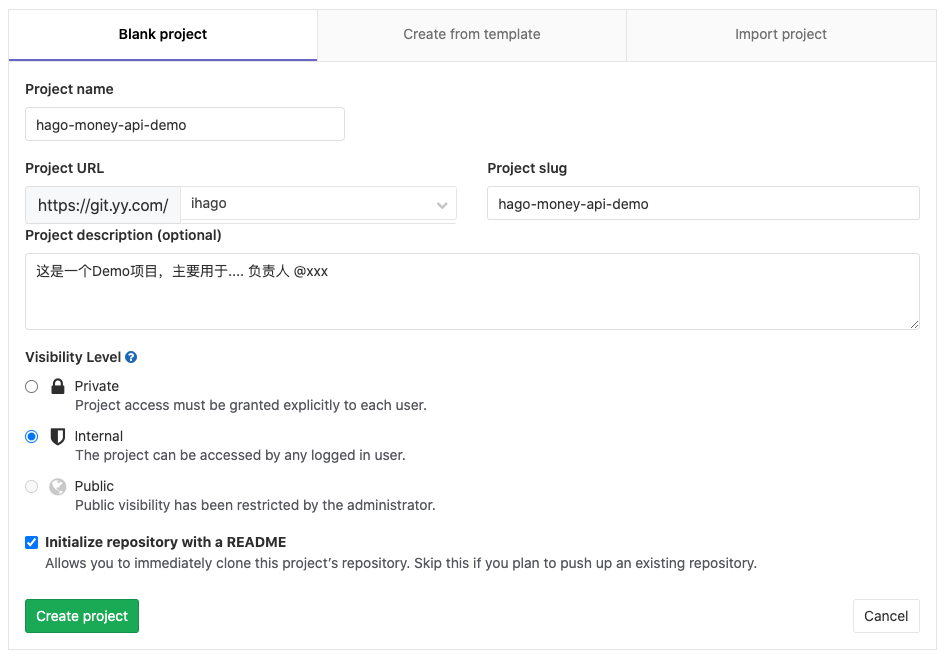 Blank project
Create from template
Import project
Project name
hago-money-api-demo
Project URL
Project slug
https://git.yy.com/
ihago
hago-money-api-demo
Project description (optional)
这是一个Demo项目，主要用于.... 负责人 @xxx
Visibility Level ?
Private
Project access must be granted explicitly to each user.
Internal
The project can be accessed by any logged in user.
Public
Public visibility has been restricted by the administrator.
Initialize repository with a README
Allows you to immediately clone this project’s repository. Skip this if you plan to push up an existing repository.
Create project
Cancel